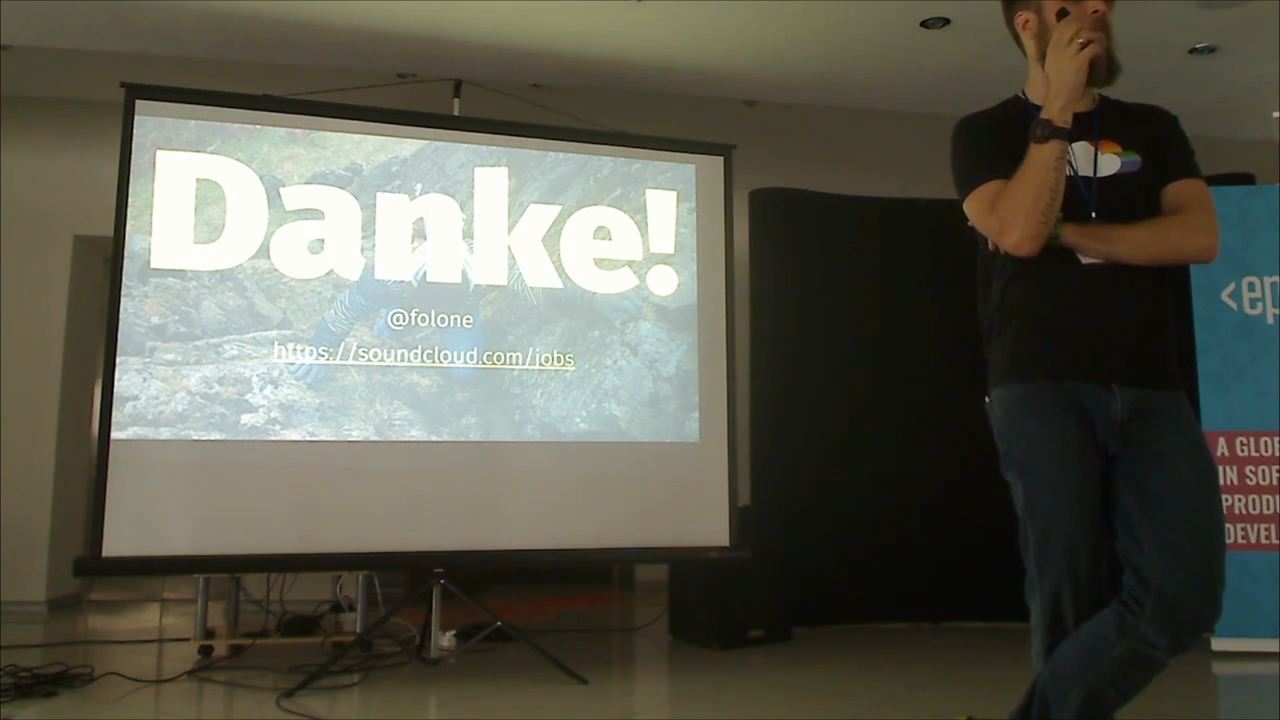 Danke!
@folone
https://soundcloud.com/jobs
<ep
A GLO
IN SOF
PRODU
DEVEL